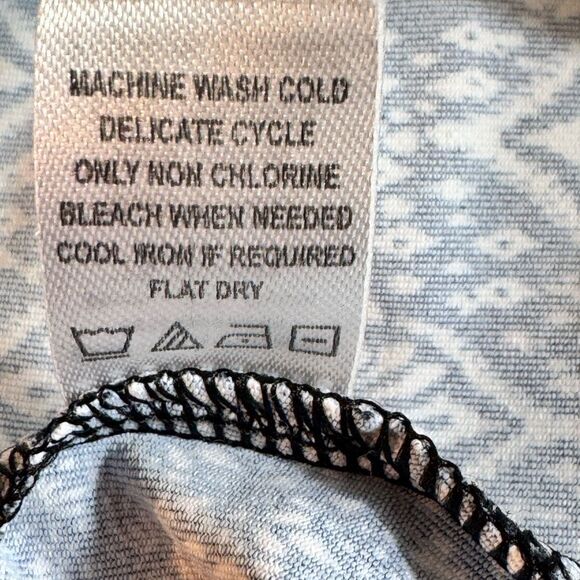 MACHINE WASH COLD
DELICATE CYCLE
ONLY NON CHLORINE
BLEACH WHEN NEEDED
COOL IRON IF REQUIRED
FLAT DRY